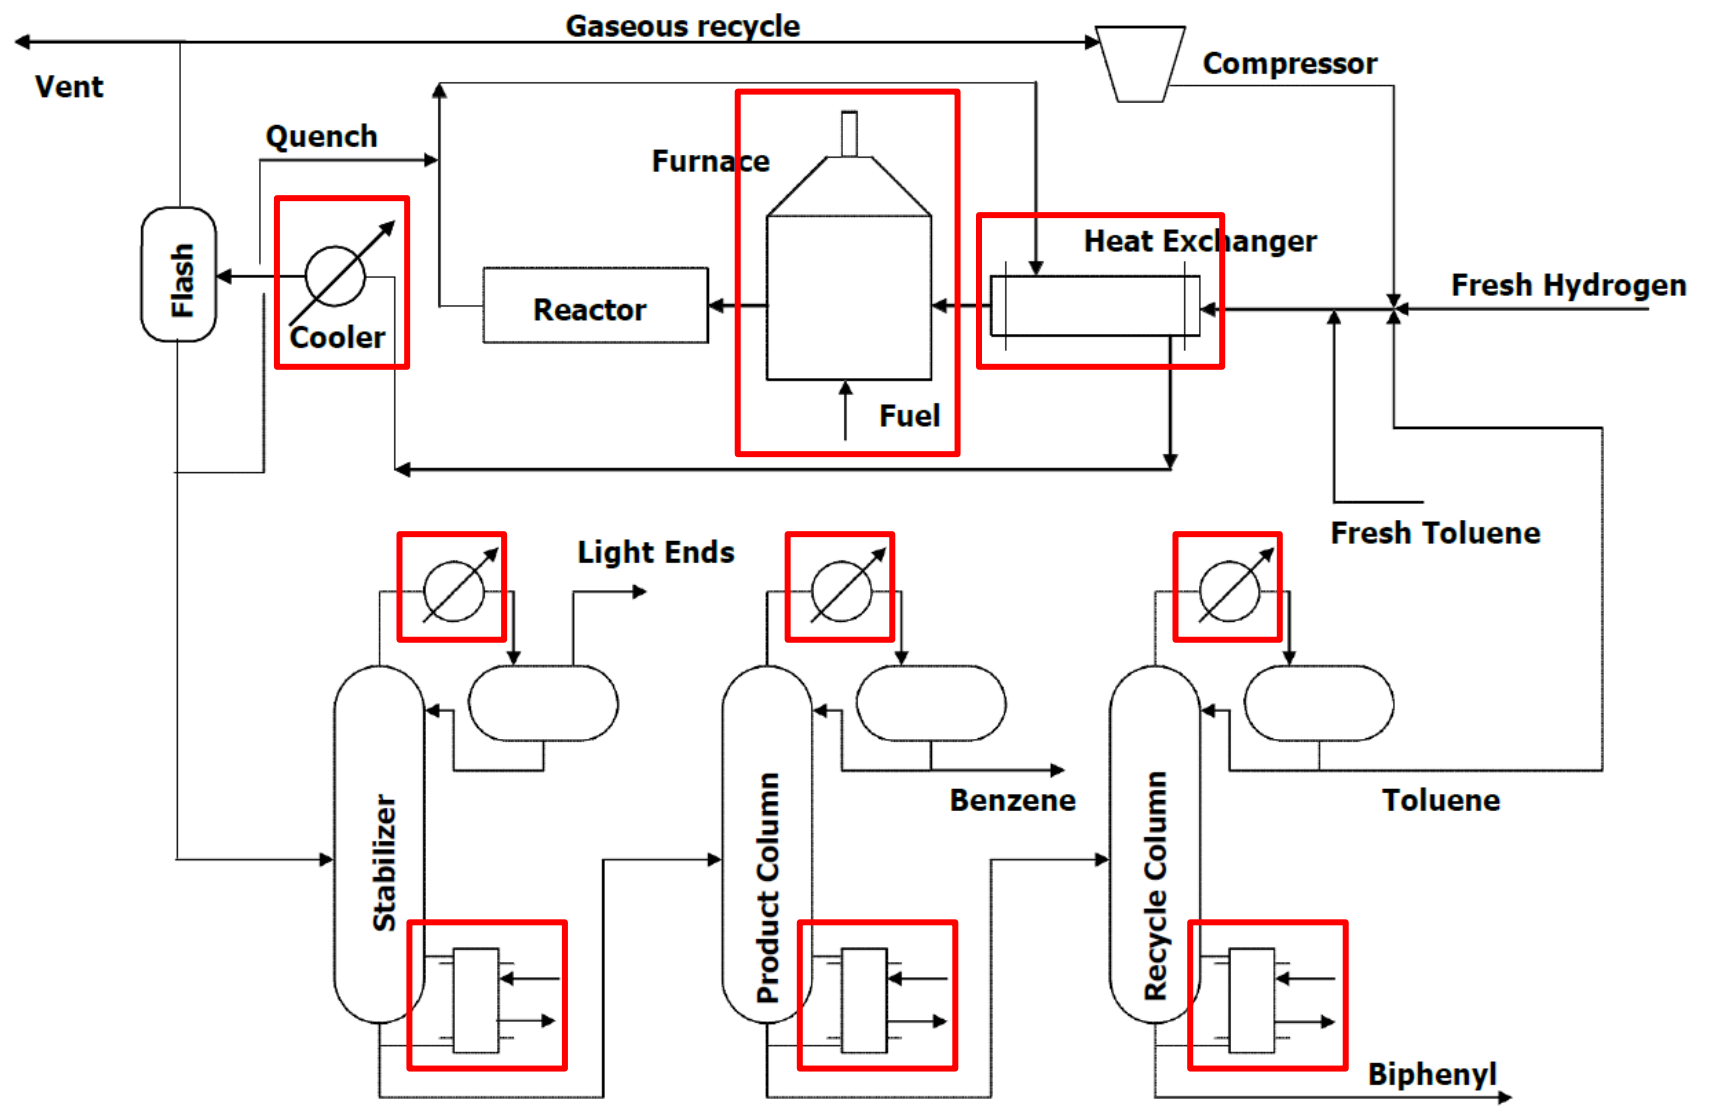 Gaseous recycle
Vent
Compressor
Quench
Furnace
Heat Exchanger
Flash
Cooler
Reactor
Fresh Hydrogen
Fuel
Fresh Toluene
Light Ends
Stabilizer
Product Column
Benzene
Recycle Column
Toluene
Biphenyl